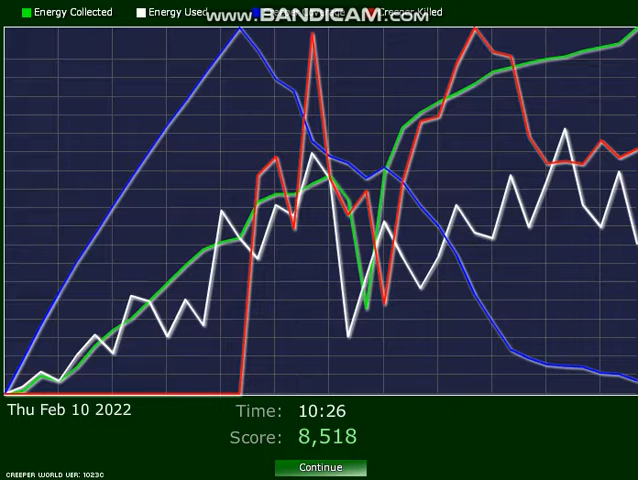 Energy Collected Energy Used Creeper Killed
www.BANDICAM.com
Thu Feb 10 2022
Time: 10:26
Score: 8,518
Continue
CREEPER WORLD VER: 1023C